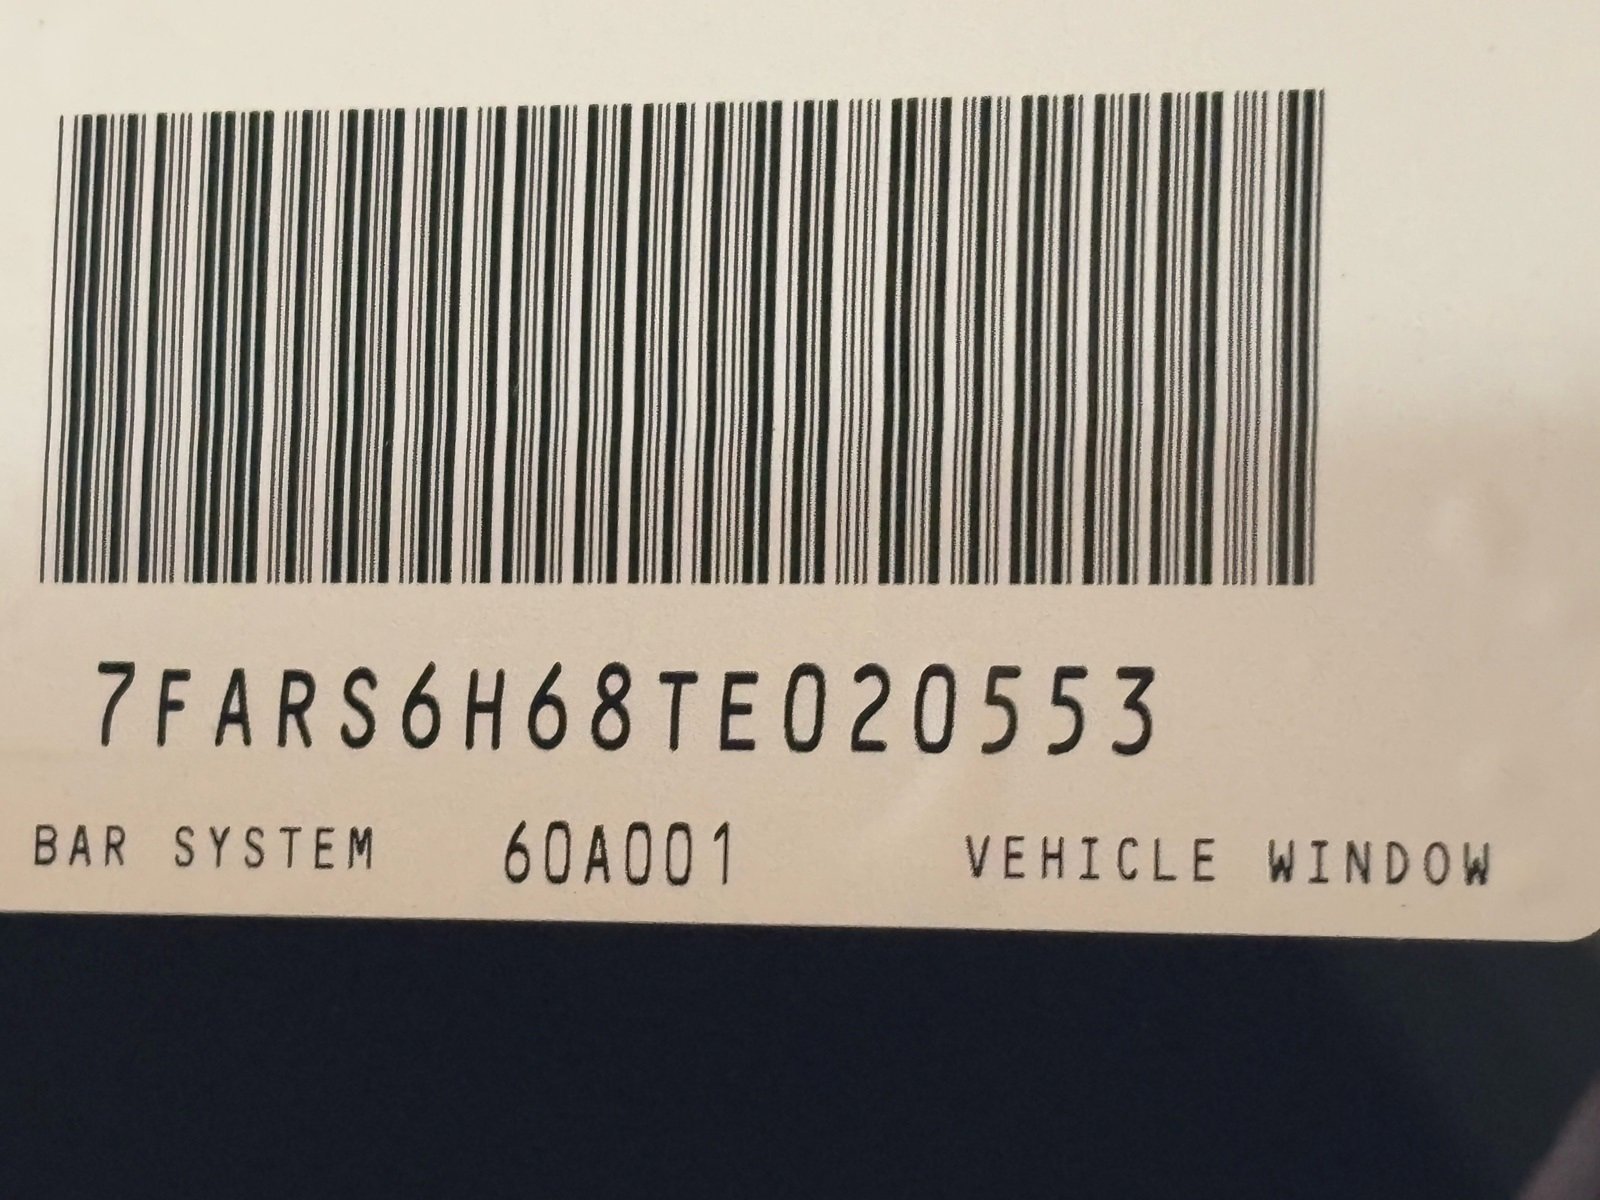 7FARS6H68TE020553
BAR SYSTEM 60A001 VEHICLE WINDOW